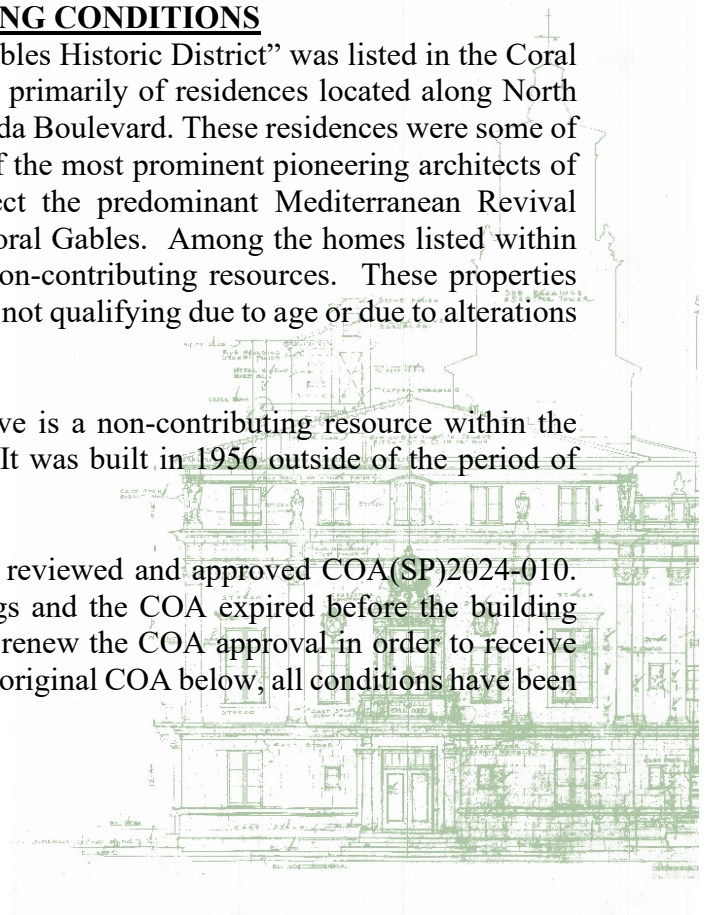 NG CONDITIONS
bles Historic District” was listed in the Coral
primarily of residences located along North
da Boulevard. These residences were some of
f the most prominent pioneering architects of
ect the predominant Mediterranean Revival
oral Gables.  Among the homes listed within
on-contributing resources.  These properties
not qualifying due to age or due to alterations
ve is a non-contributing resource within the
It was built in 1956 outside of the period of
reviewed and approved COA(SP)2024-010.
gs and the COA expired before the building
renew the COA approval in order to receive
original COA below, all conditions have been